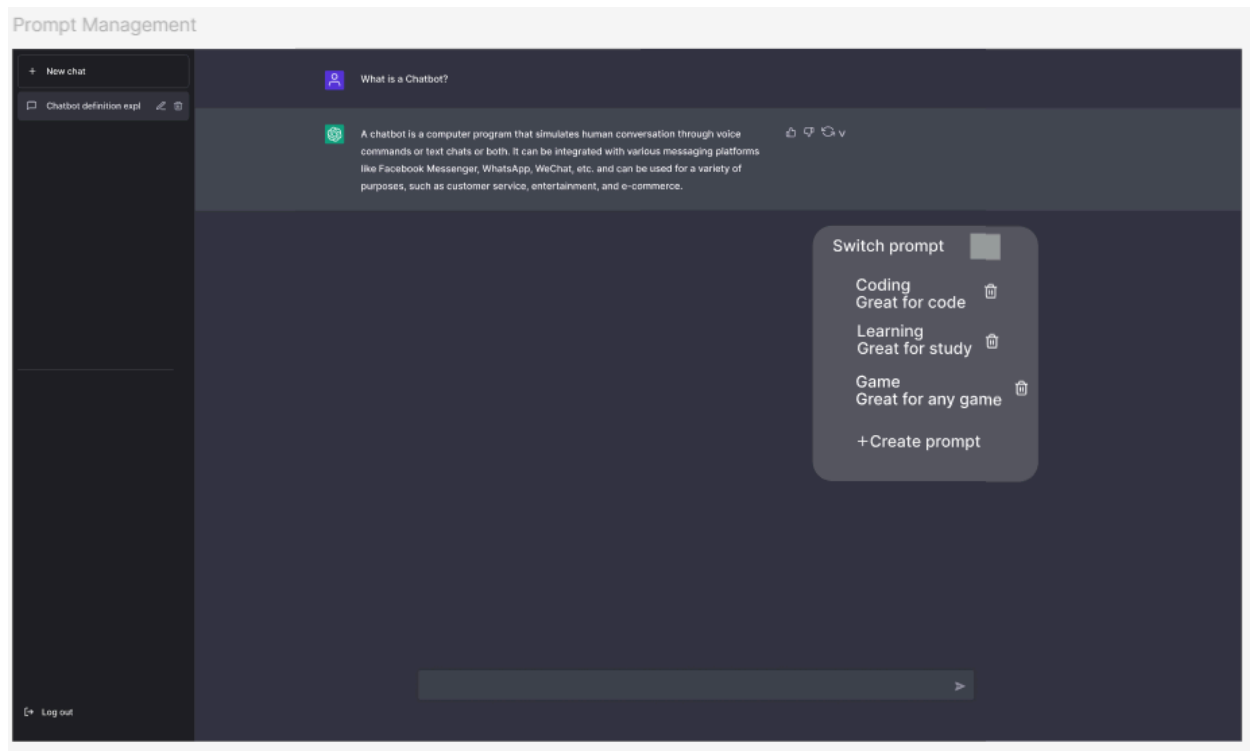 Prompt Management
+ New chat
Chatbot definition expl
What is a Chatbot?
A chatbot is a computer program that simulates human conversation through voice
commands or text chats or both. It can be integrated with various messaging platforms
like Facebook Messenger, WhatsApp, WeChat, etc. and can be used for a variety of
purposes, such as customer service, entertainment, and e-commerce.
v
Switch prompt
Coding
Great for code
Learning
Great for study
Game
Great for any game
+Create prompt
Log out